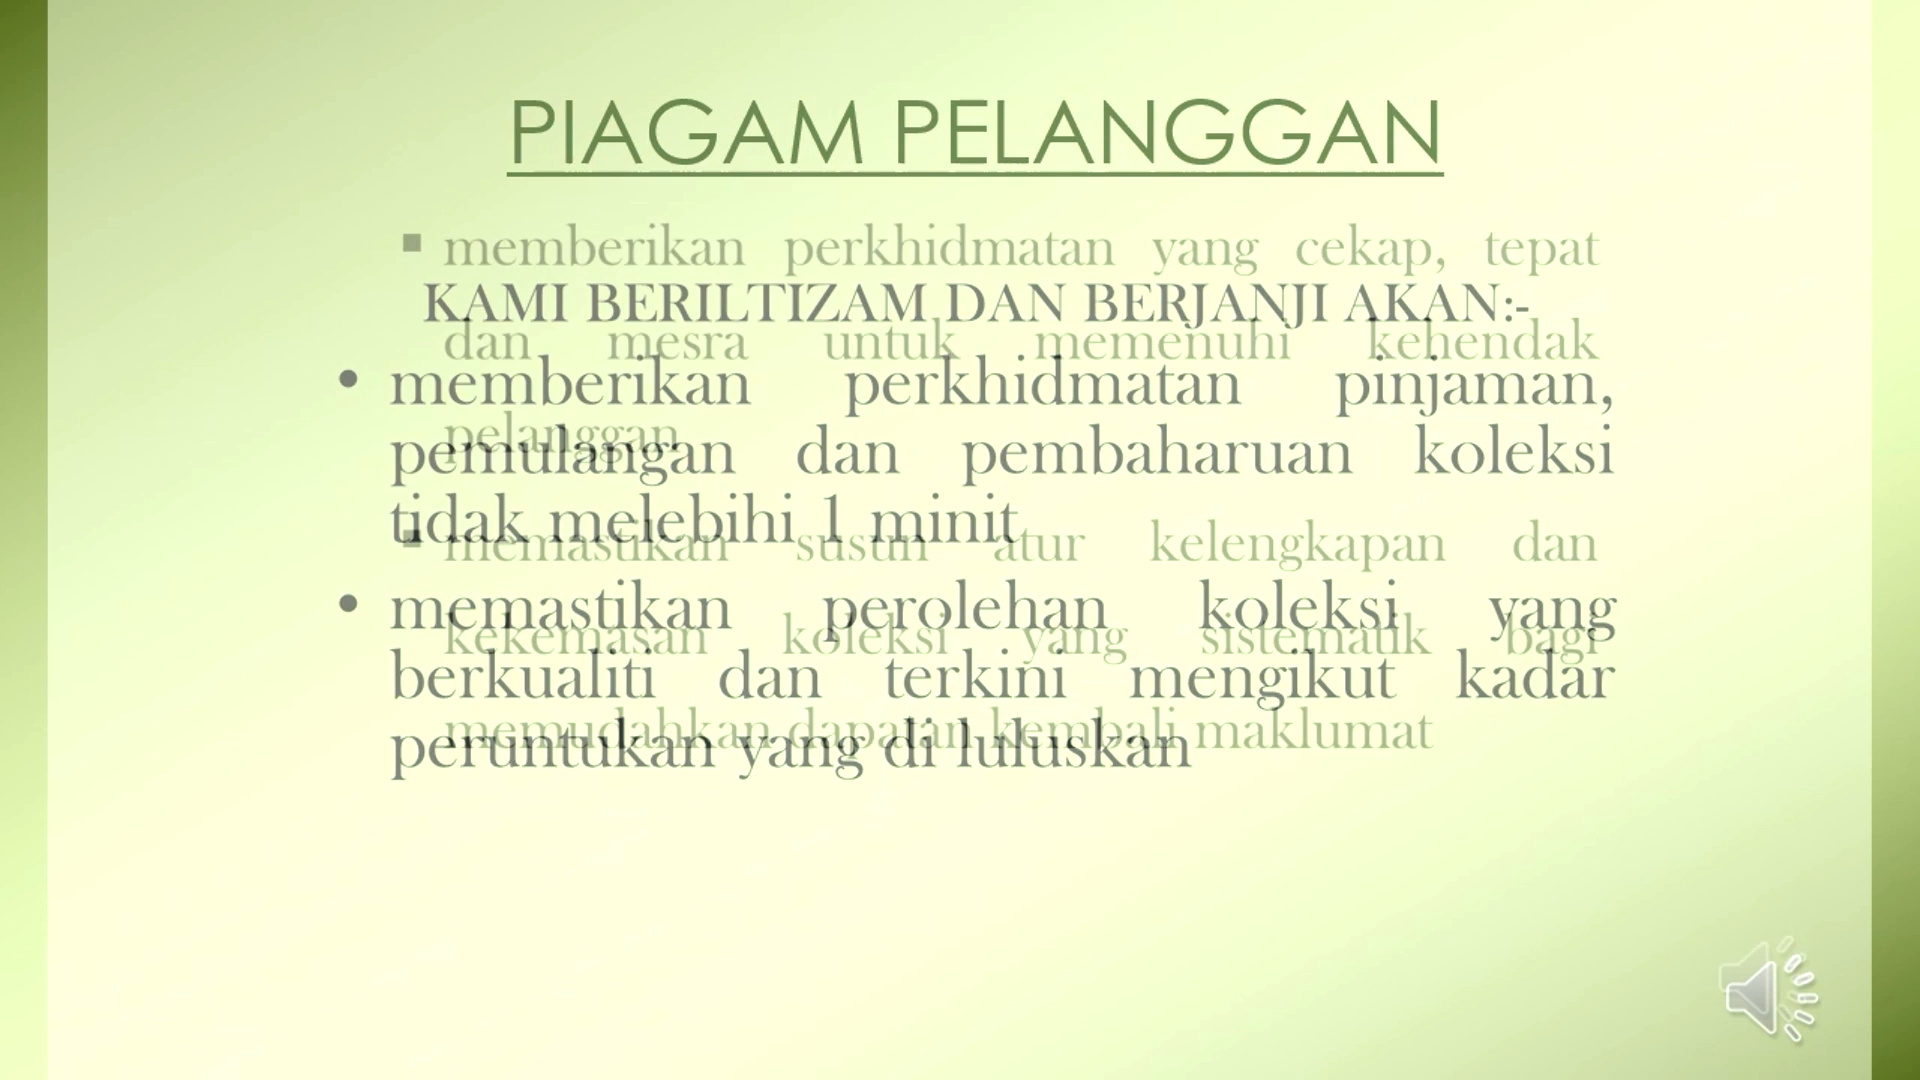 PIAGAM PELANGGAN
▪ memberikan perkhidmatan yang cekap, tepat
dan mesra untuk memenuhi kehendak
pelanggan
▪ memastikan susun atur kelengkapan dan
kekemasan koleksi yang sistematik bagi
memudahkan dapatan kembali maklumat
KAMI BERILTIZAM DAN BERJANJI AKAN:-
• memberikan perkhidmatan pinjaman,
pemulangan dan pembaharuan koleksi
tidak melebihi 1 minit
• memastikan perolehan koleksi yang
berkualiti dan terkini mengikut kadar
peruntukan yang di luluskan